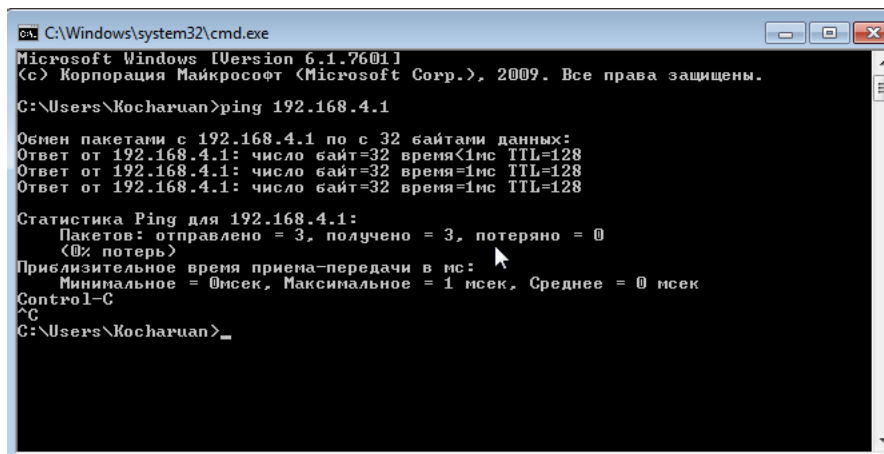 C:\Windows\system32\cmd.exe
Microsoft Windows [Version 6.1.7601]
(c) Корпорация Майкрософт (Microsoft Corp.), 2009. Все права защищены.
C:\Users\Kocharuan>ping 192.168.4.1
Обмен пакетами с 192.168.4.1 по с 32 байтами данных:
Ответ от 192.168.4.1: число байт=32 время<1мс TTL=128
Ответ от 192.168.4.1: число байт=32 время=1мс TTL=128
Ответ от 192.168.4.1: число байт=32 время=1мс TTL=128
Статистика Ping для 192.168.4.1:
Пакетов: отправлено = 3, получено = 3, потеряно = 0
(0% потерь)
Приблизительное время приема-передачи в мс:
Минимальное = 0мсек, Максимальное = 1 мсек, Среднее = 0 мсек
Control-C
^C
C:\Users\Kocharuan>_